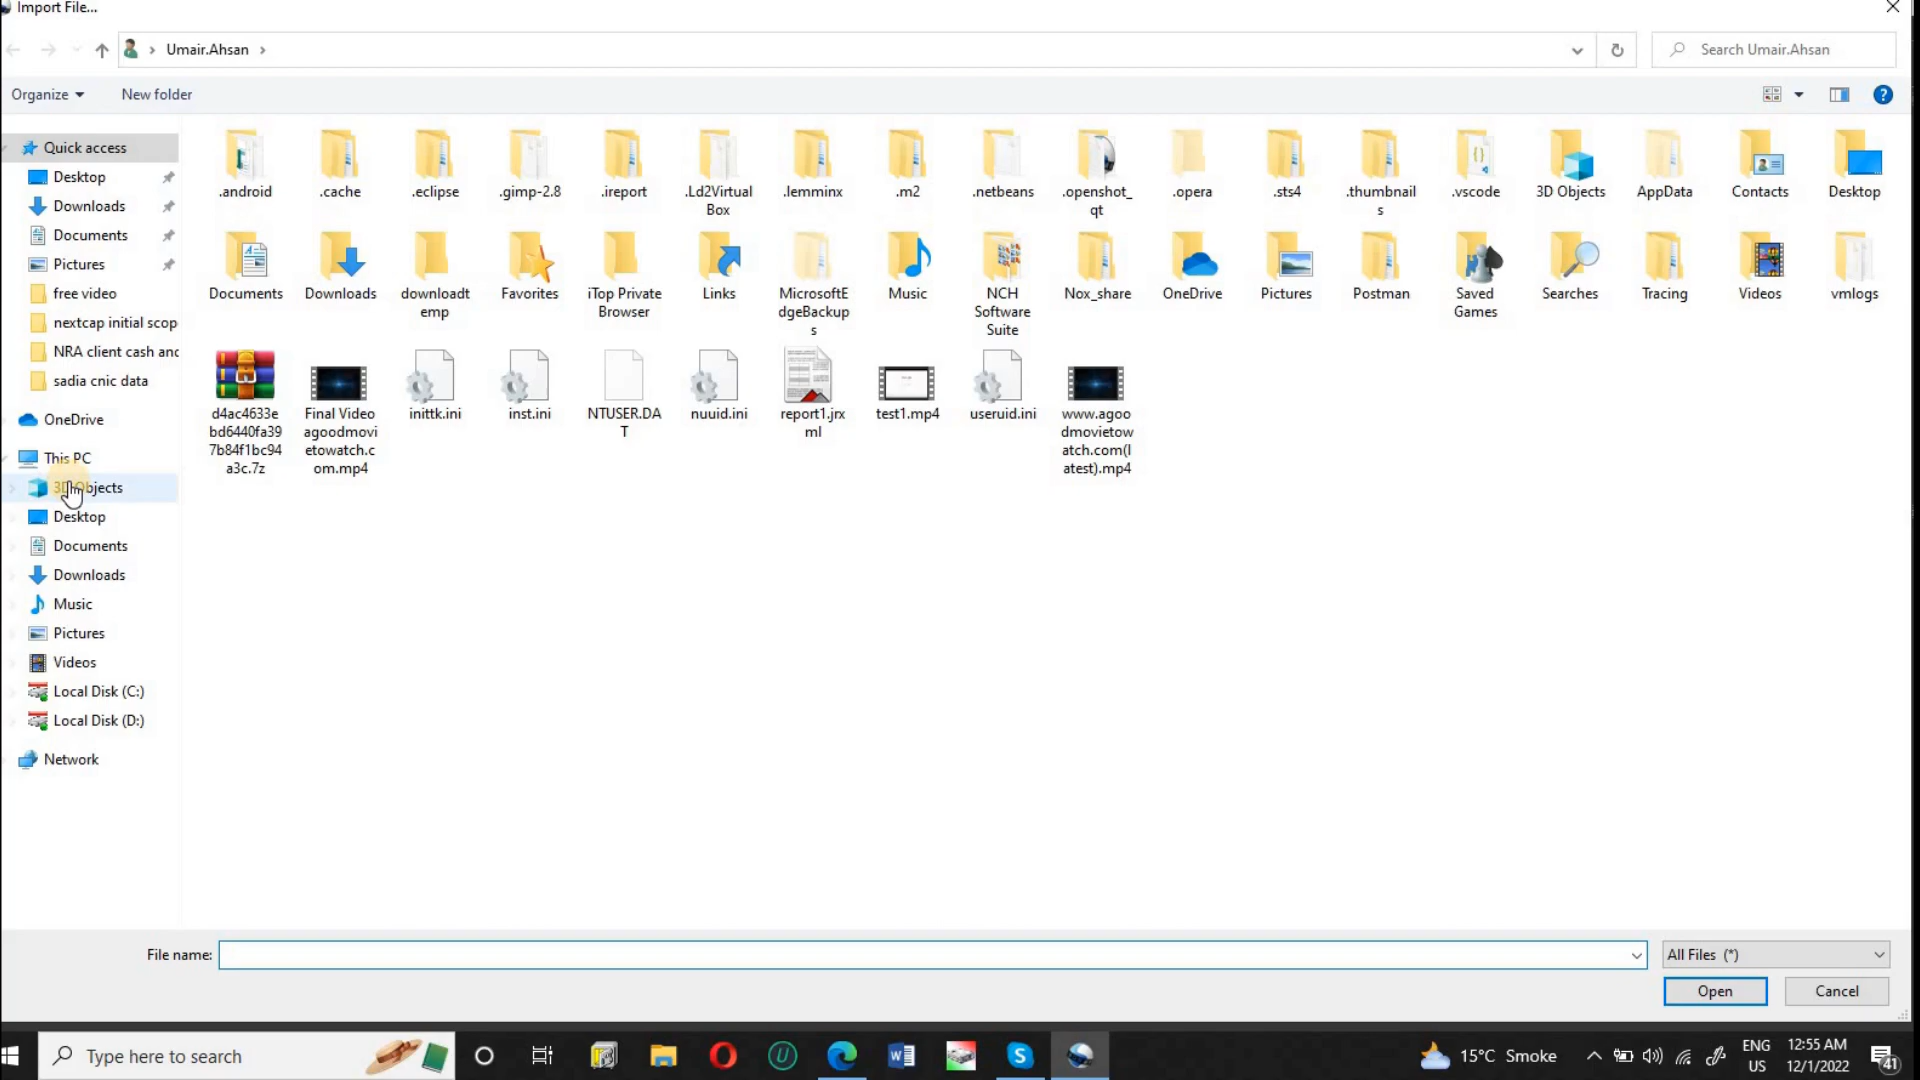 Import File...
Umair.Ahsan
Search Umair.Ahsan
Organize
New folder
Quick access
Desktop
Downloads
Documents
Pictures
free video
nextcap initial scop
NRA client cash and
sadia cnic data
OneDrive
This PC
3D Objects
Desktop
Documents
Downloads
Music
Pictures
Videos
Local Disk (C:)
Local Disk (D:)
Network
.android
.cache
.eclipse
.gimp-2.8
.ireport
.Ld2Virtual
Box
.lemminx
.m2
.netbeans
.openshot_
qt
.opera
.sts4
.thumbnail
s
.vscode
3D Objects
AppData
Contacts
Desktop
Documents
Downloads
downloadt
emp
Favorites
iTop Private
Browser
Links
MicrosoftE
dgeBackup
s
Music
NCH
Software
Suite
Nox_share
OneDrive
Pictures
Postman
Saved
Games
Searches
Tracing
Videos
vmlogs
d4ac4633e
bd6440fa39
7b84f1bc94
a3c.7z
Final Video
agoodmovi
etowatch.c
om.mp4
inittk.ini
inst.ini
NTUSER.DA
T
nuuid.ini
report1.jrx
ml
test1.mp4
useruid.ini
www.agoo
dmovietow
atch.com(l
atest).mp4
File name:
All Files (*)
Open
Cancel
Type here to search
15°C Smoke
ENG
US
12:55 AM
12/1/2022
41